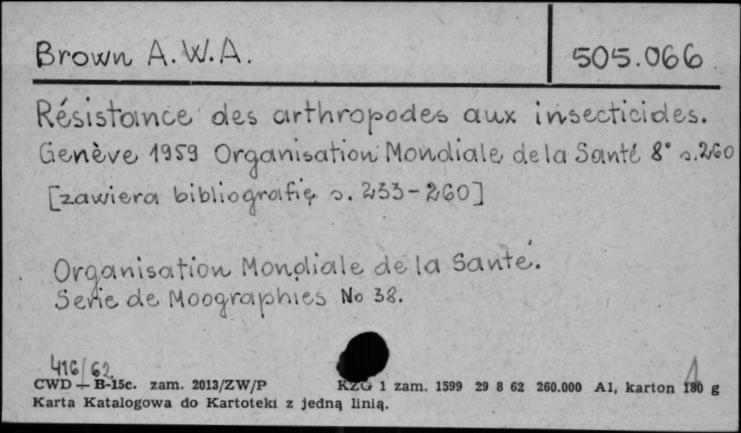 Brown A.W.A. 505.066
Résistance des arthropodes aux insecticides.
Genève 1959 Organisation Mondiale de la Santé 8° s.260
[zawiera bibliografię s. 233-260]
Organisation Mondiale de la Santé.
Serie de Moographies No 38.
416/62 1
CWD — B-15c. zam. 2013/ZW/P KZG 1 zam. 1599 29 8 62 260.000 A1, karton 180 g
Karta Katalogowa do Kartoteki z jedną linią.